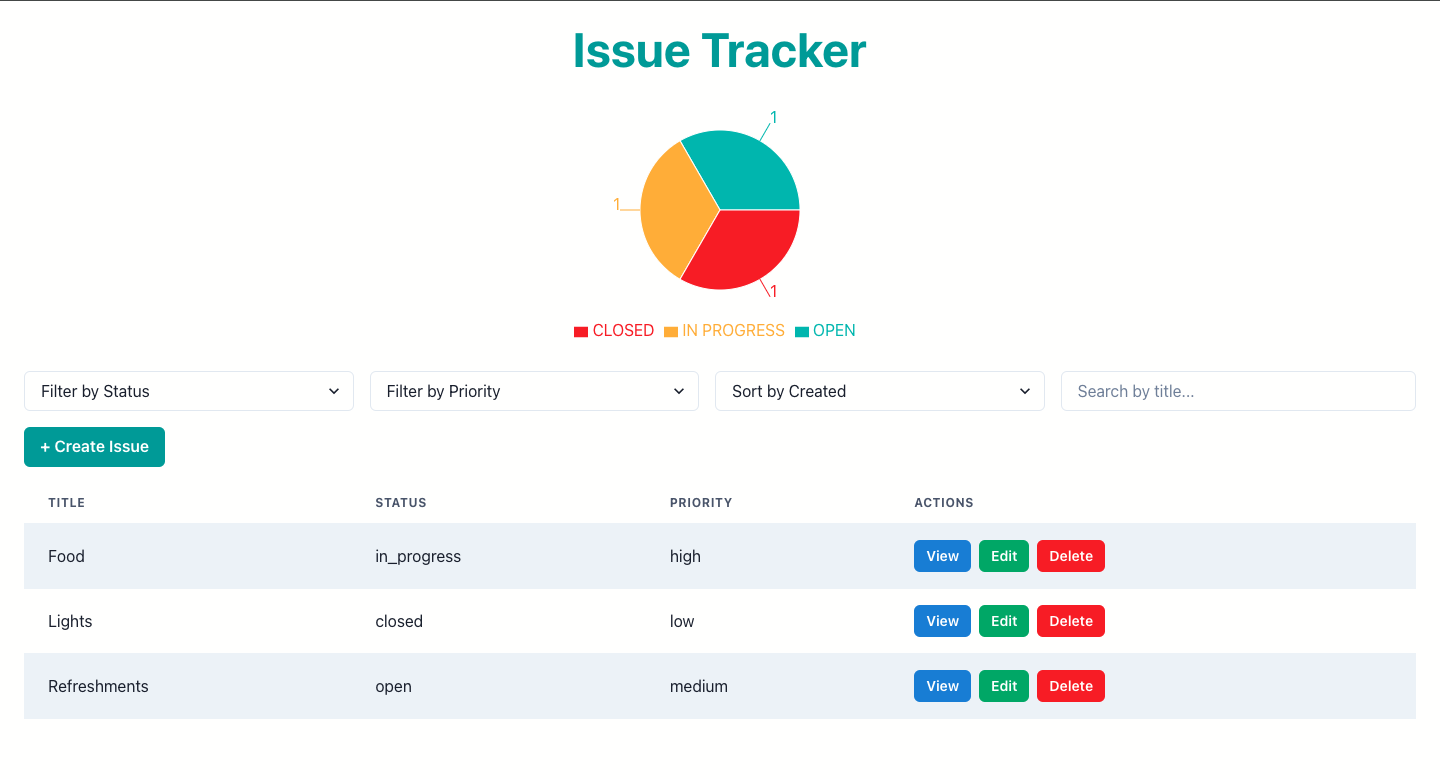 Issue Tracker
1
1
1
CLOSED IN PROGRESS OPEN
Filter by Status Filter by Priority Sort by Created Search by title...
+ Create Issue
TITLE STATUS PRIORITY ACTIONS
Food in_progress high View Edit Delete
Lights closed low View Edit Delete
Refreshments open medium View Edit Delete